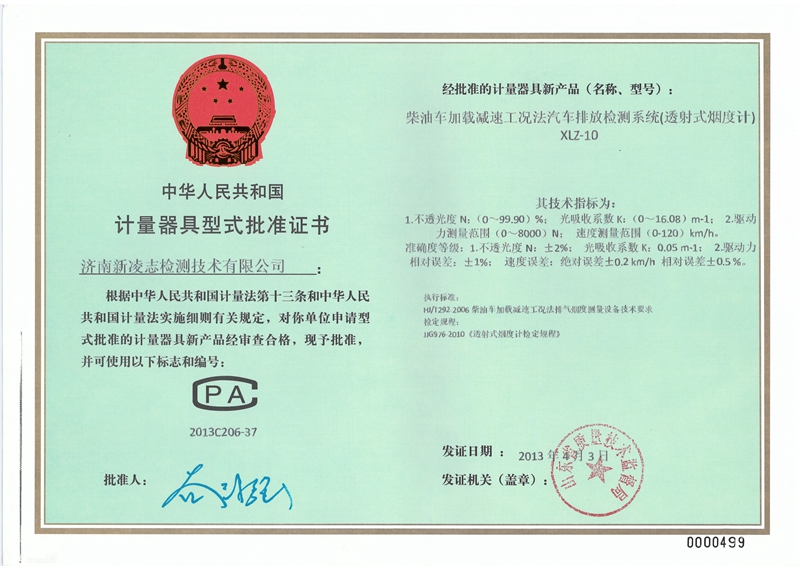 中华人民共和国
计量器具型式批准证书
济南新凌志检测技术有限公司 :
根据中华人民共和国计量法第十三条和中华人民
共和国计量法实施细则有关规定，对你单位申请型
式批准的计量器具新产品经审查合格，现予批准，
并可使用以下标志和编号：
CPA
2013C206-37
批准人：
经批准的计量器具新产品（名称、型号）：
柴油车加载减速工况法汽车排放检测系统(透射式烟度计)
XLZ-10
其技术指标为：
1.不透光度 N：（0～99.90）%； 光吸收系数 K：（0～16.08）m-1； 2.驱动
力测量范围（0～8000）N； 速度测量范围（0-120）km/h。
准确度等级：1.不透光度 N：±2%； 光吸收系数 K：0.05 m-1； 2.驱动力
相对误差：±1%； 速度误差：绝对误差±0.2 km/h 相对误差±0.5 %。
执行标准：
HJ/T292-2006 柴油车加载减速工况法排气烟度测量设备技术要求
检定规程：
JJG976-2010《透射式烟度计检定规程》
发证日期 ： 2013 年 4 月 3 日
发证机关（盖章）：
山东省质量技术监督局
0000499